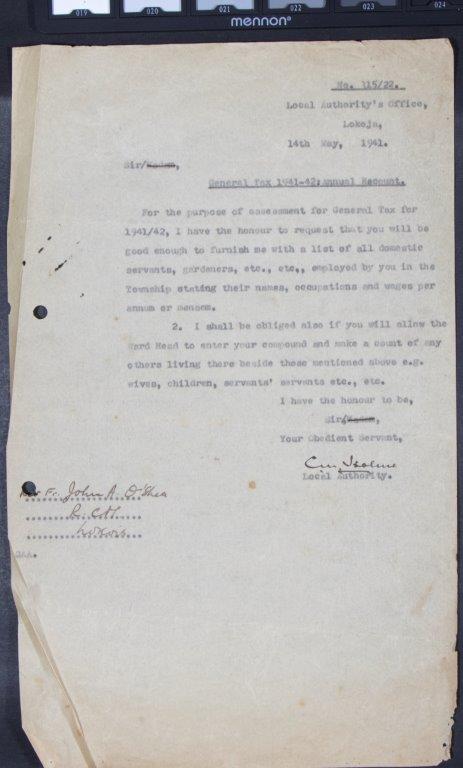 019 020 021 022 023 024
mennon®
No. 115/22.
Local Authority's Office,
Lokoja,
14th May, 1941.
Sir/Madam,
General Tax 1941-42: Annual Recount.
For the purpose of assessment for General Tax for
1941/42, I have the honour to request that you will be
good enough to furnish me with a list of all domestic
servants, gardeners, etc., etc., employed by you in the
Township stating their names, occupations and wages per
annum or mensem.
2. I shall be obliged also if you will allow the
Ward Head to enter your compound and make a count of any
others living there beside those mentioned above e.g.
wives, children, servants' servants etc., etc.
I have the honour to be,
Sir/Madam,
Your Obedient Servant,
Local Authority.
Rev Fr. John A. O'Shea
Lokoja